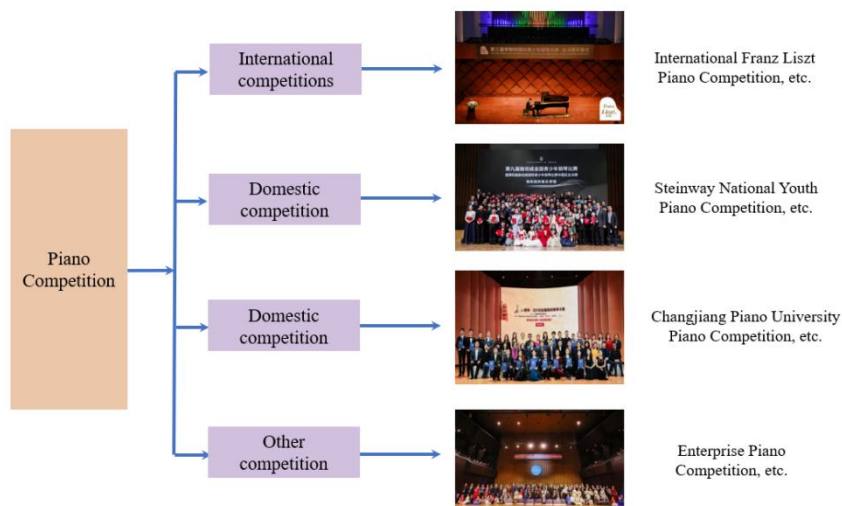 International
competitions
International Franz Liszt
Piano Competition, etc.
Domestic
competition
Steinway National Youth
Piano Competition, etc.
Piano
Competition
Domestic
competition
Changjiang Piano University
Piano Competition, etc.
Other
competition
Enterprise Piano
Competition, etc.